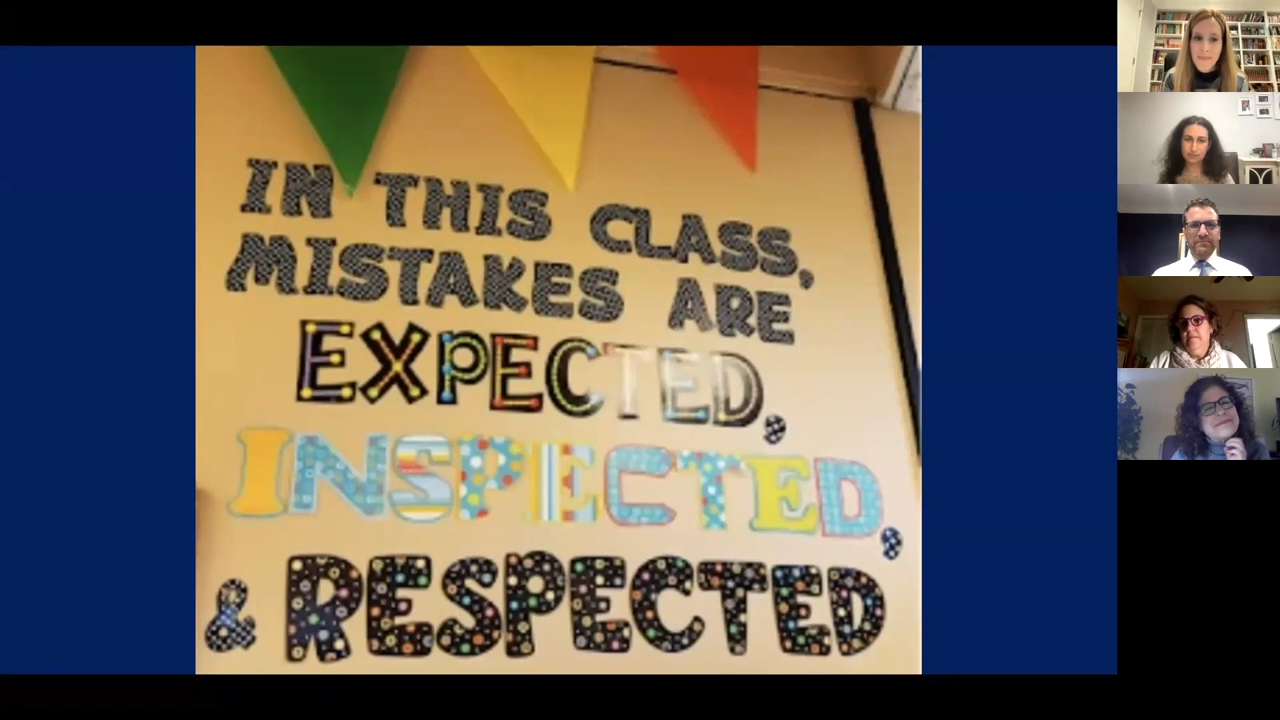 IN THIS CLASS,
MISTAKES ARE
EXPECTED,
INSPECTED,
& RESPECTED